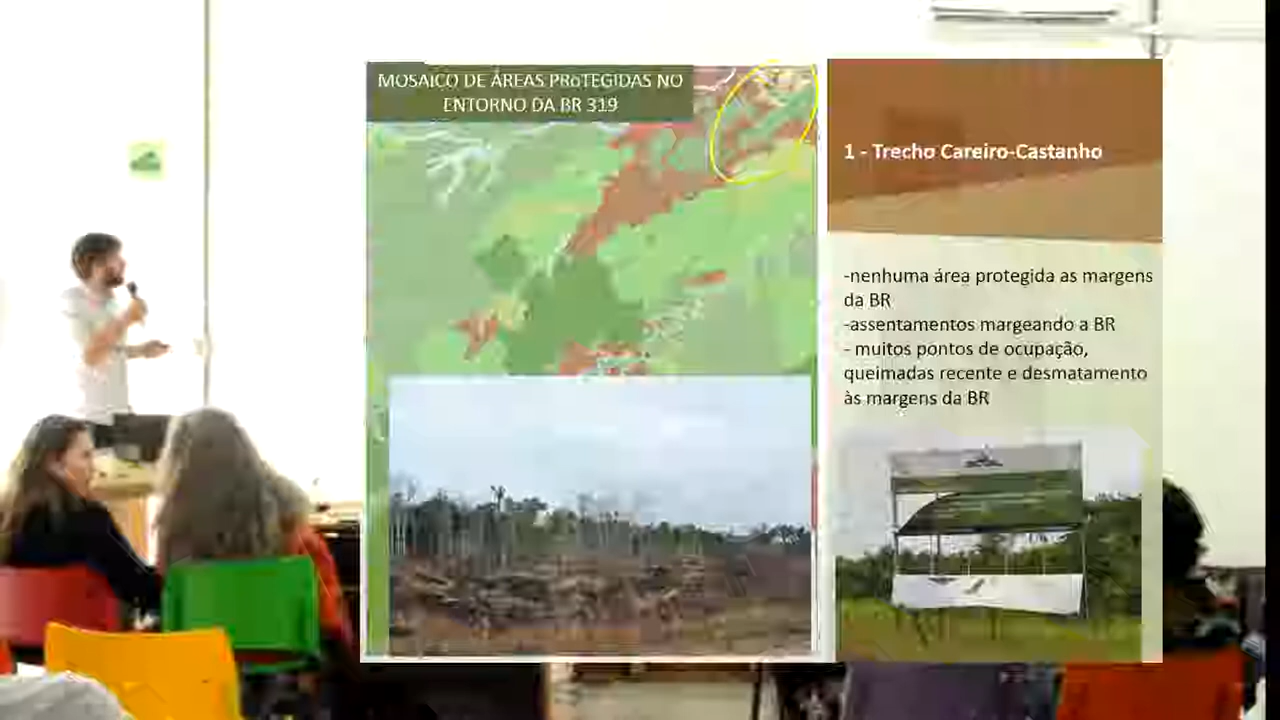 MOSAICO DE ÁREAS PRoTEGIDAS NO
ENTORNO DA BR 319
1 - Trecho Careiro-Castanho
-nenhuma área protegida as margens
da BR
-assentamentos margeando a BR
- muitos pontos de ocupação,
queimadas recente e desmatamento
às margens da BR